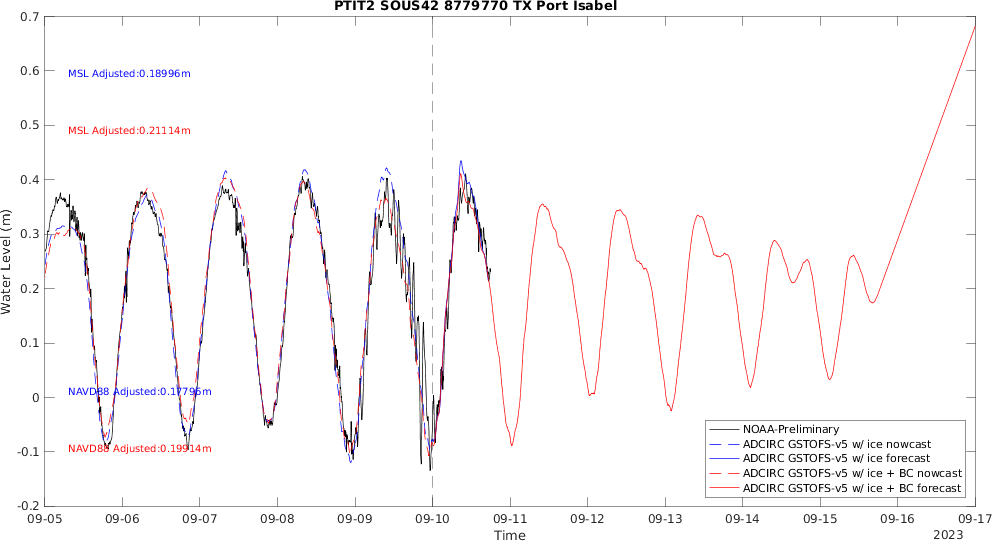 PTIT2 SOUS42 8779770 TX Port Isabel
0.7
0.6
0.5
0.4
0.3
0.2
0.1
0
-0.1
-0.2
Water Level (m)
MSL Adjusted:0.18996m
MSL Adjusted:0.21114m
NAVD88 Adjusted:0.17796m
NAVD88 Adjusted:0.19914m
NOAA-Preliminary
ADCIRC GSTOFS-v5 w/ ice nowcast
ADCIRC GSTOFS-v5 w/ ice forecast
ADCIRC GSTOFS-v5 w/ ice + BC nowcast
ADCIRC GSTOFS-v5 w/ ice + BC forecast
09-05 09-06 09-07 09-08 09-09 09-10 09-11 09-12 09-13 09-14 09-15 09-16 09-17
Time
2023